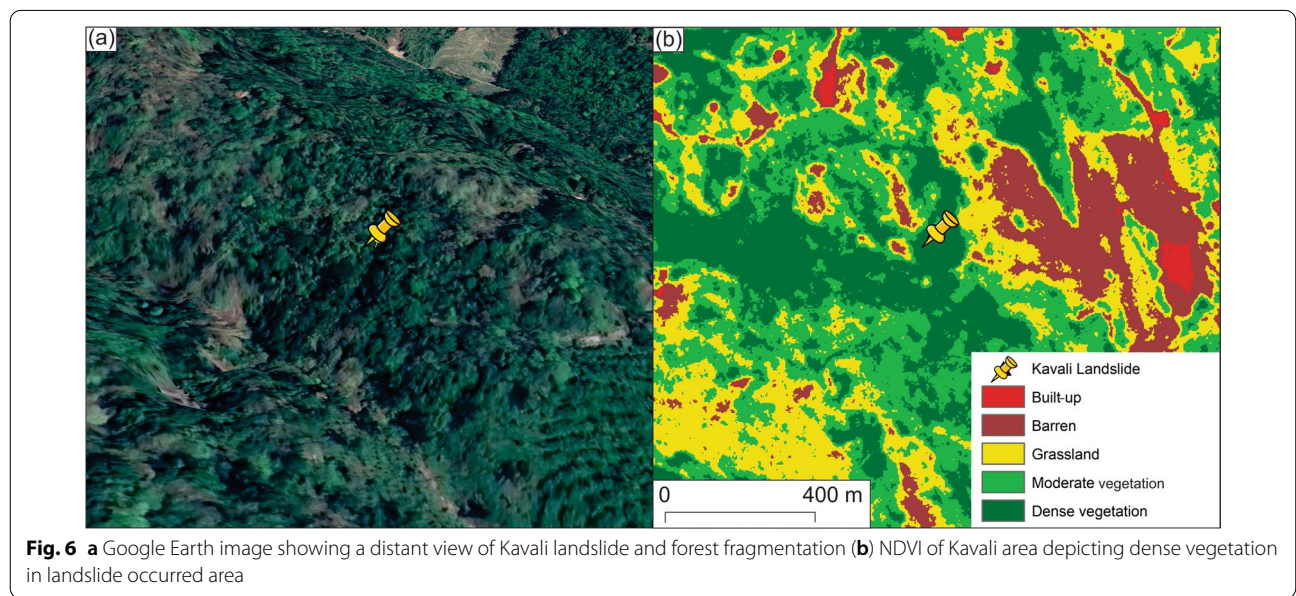 (a)
(b)
Kavali Landslide
Built-up
Barren
Grassland
Moderate vegetation
Dense vegetation
0 400 m
Fig. 6 a Google Earth image showing a distant view of Kavali landslide and forest fragmentation (b) NDVI of Kavali area depicting dense vegetation
in landslide occurred area